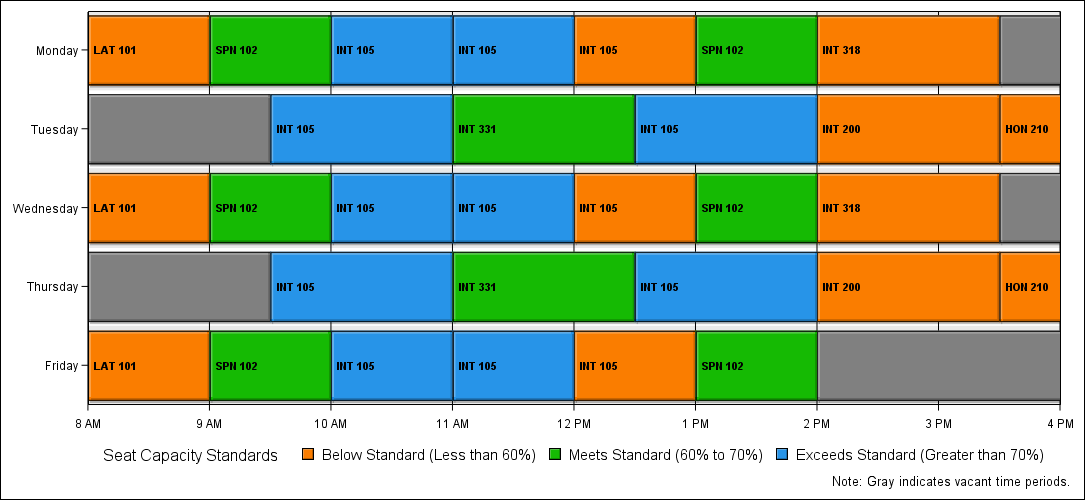 Monday LAT 101 SPN 102 INT 105 INT 105 INT 105 SPN 102 INT 318
Tuesday INT 105 INT 331 INT 105 INT 200 HON 210
Wednesday LAT 101 SPN 102 INT 105 INT 105 INT 105 SPN 102 INT 318
Thursday INT 105 INT 331 INT 105 INT 200 HON 210
Friday LAT 101 SPN 102 INT 105 INT 105 INT 105 SPN 102
8 AM 9 AM 10 AM 11 AM 12 PM 1 PM 2 PM 3 PM 4 PM
Seat Capacity Standards Below Standard (Less than 60%) Meets Standard (60% to 70%) Exceeds Standard (Greater than 70%)
Note: Gray indicates vacant time periods.